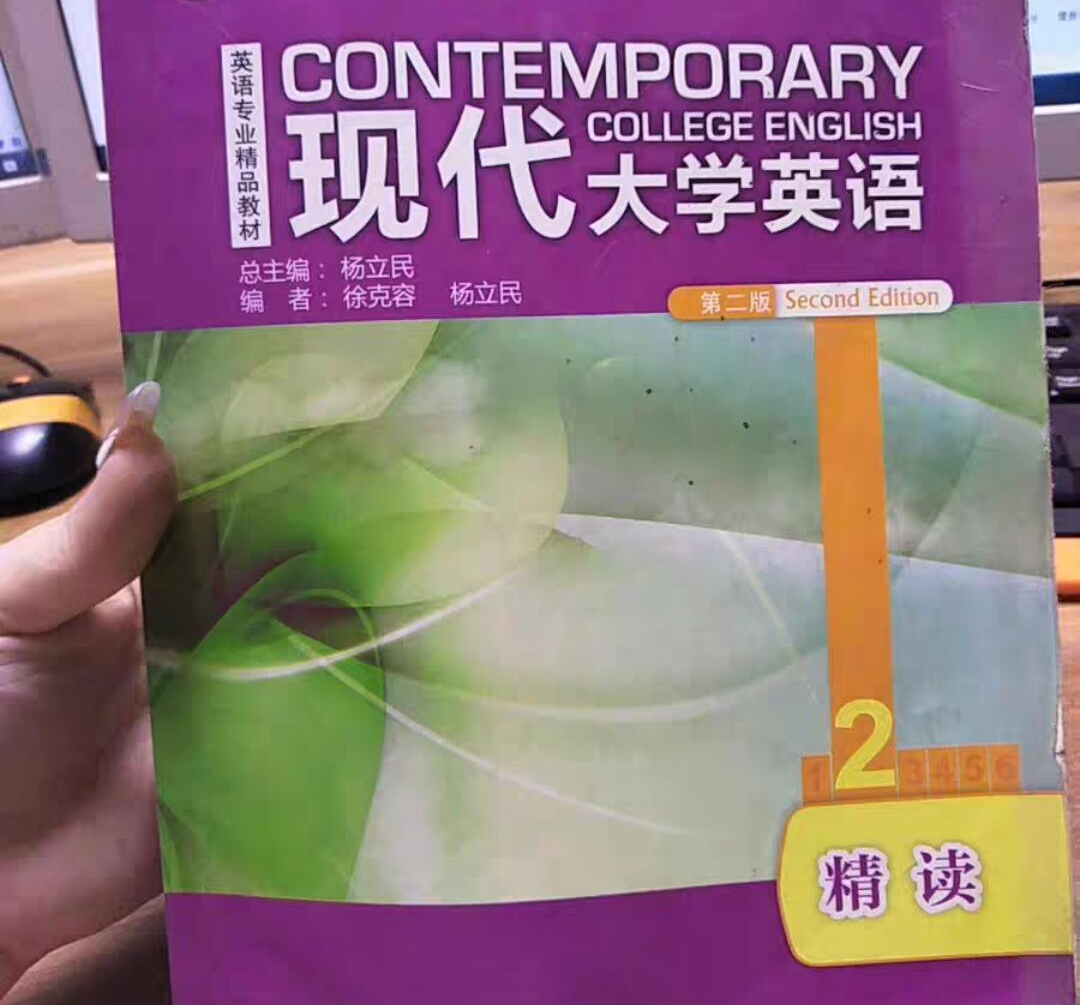 英语专业精品教材
CONTEMPORARY
现代
COLLEGE ENGLISH
大学英语
总主编：杨立民
编 者：徐克容 杨立民
第二版 Second Edition
1 2 3 4 5 6
精读